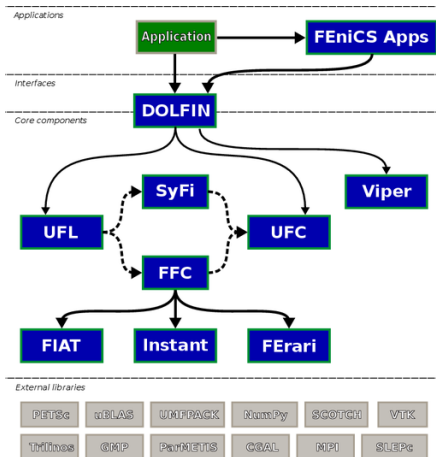 Applications
Application FEniCS Apps
Interfaces
DOLFIN
Core components
SyFi Viper
UFL UFC
FFC
FIAT Instant FErari
External libraries
PETSc uBLAS UMFPACK NumPy SCOTCH VTK
Trilinos GMP ParMETIS CGAL MPI SLEPc